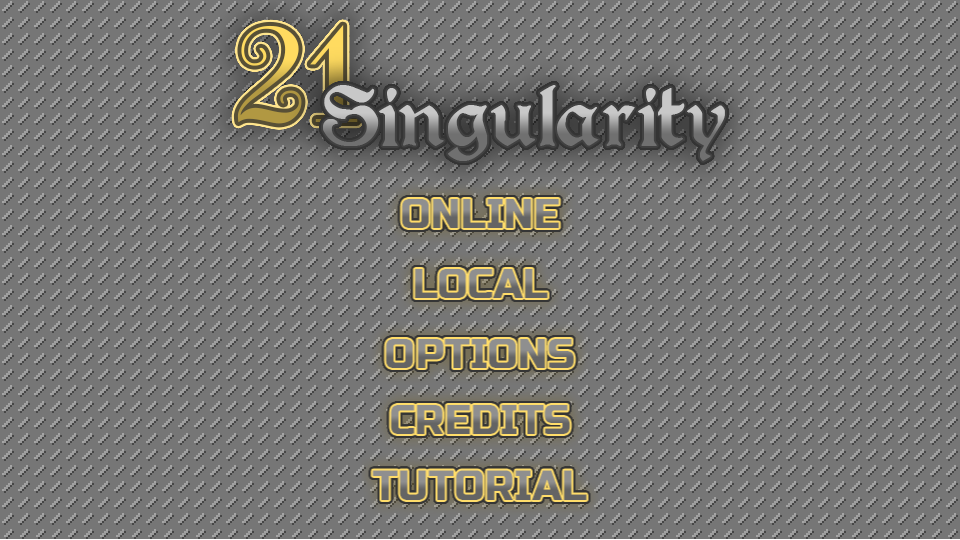 21
Singularity
ONLINE
LOCAL
OPTIONS
CREDITS
TUTORIAL